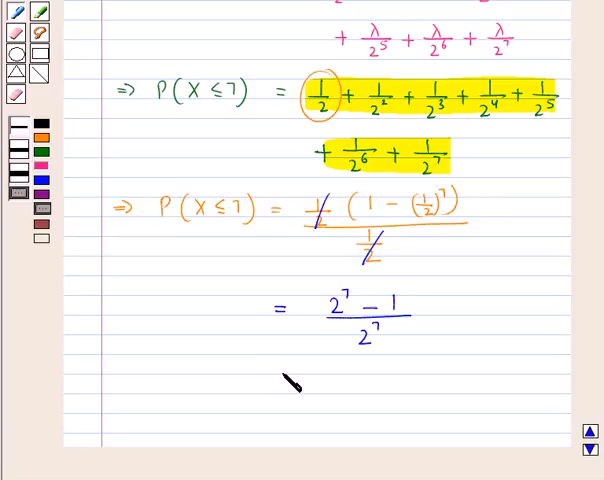 + λ/2⁵ + λ/2⁶ + λ/2⁷
⇒ P(X ≤ 7) = 1/2 + 1/2² + 1/2³ + 1/2⁴ + 1/2⁵
+ 1/2⁶ + 1/2⁷
⇒ P(X ≤ 7) = 1/2 (1 − (1/2)⁷) / 1/2
= 2⁷ − 1 / 2⁷